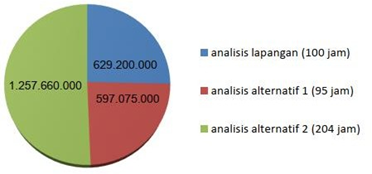 629.200.000
analisis lapangan (100 jam)
1.257.660.000
597.075.000
analisis alternatif 1 (95 jam)
analisis alternatif 2 (204 jam)